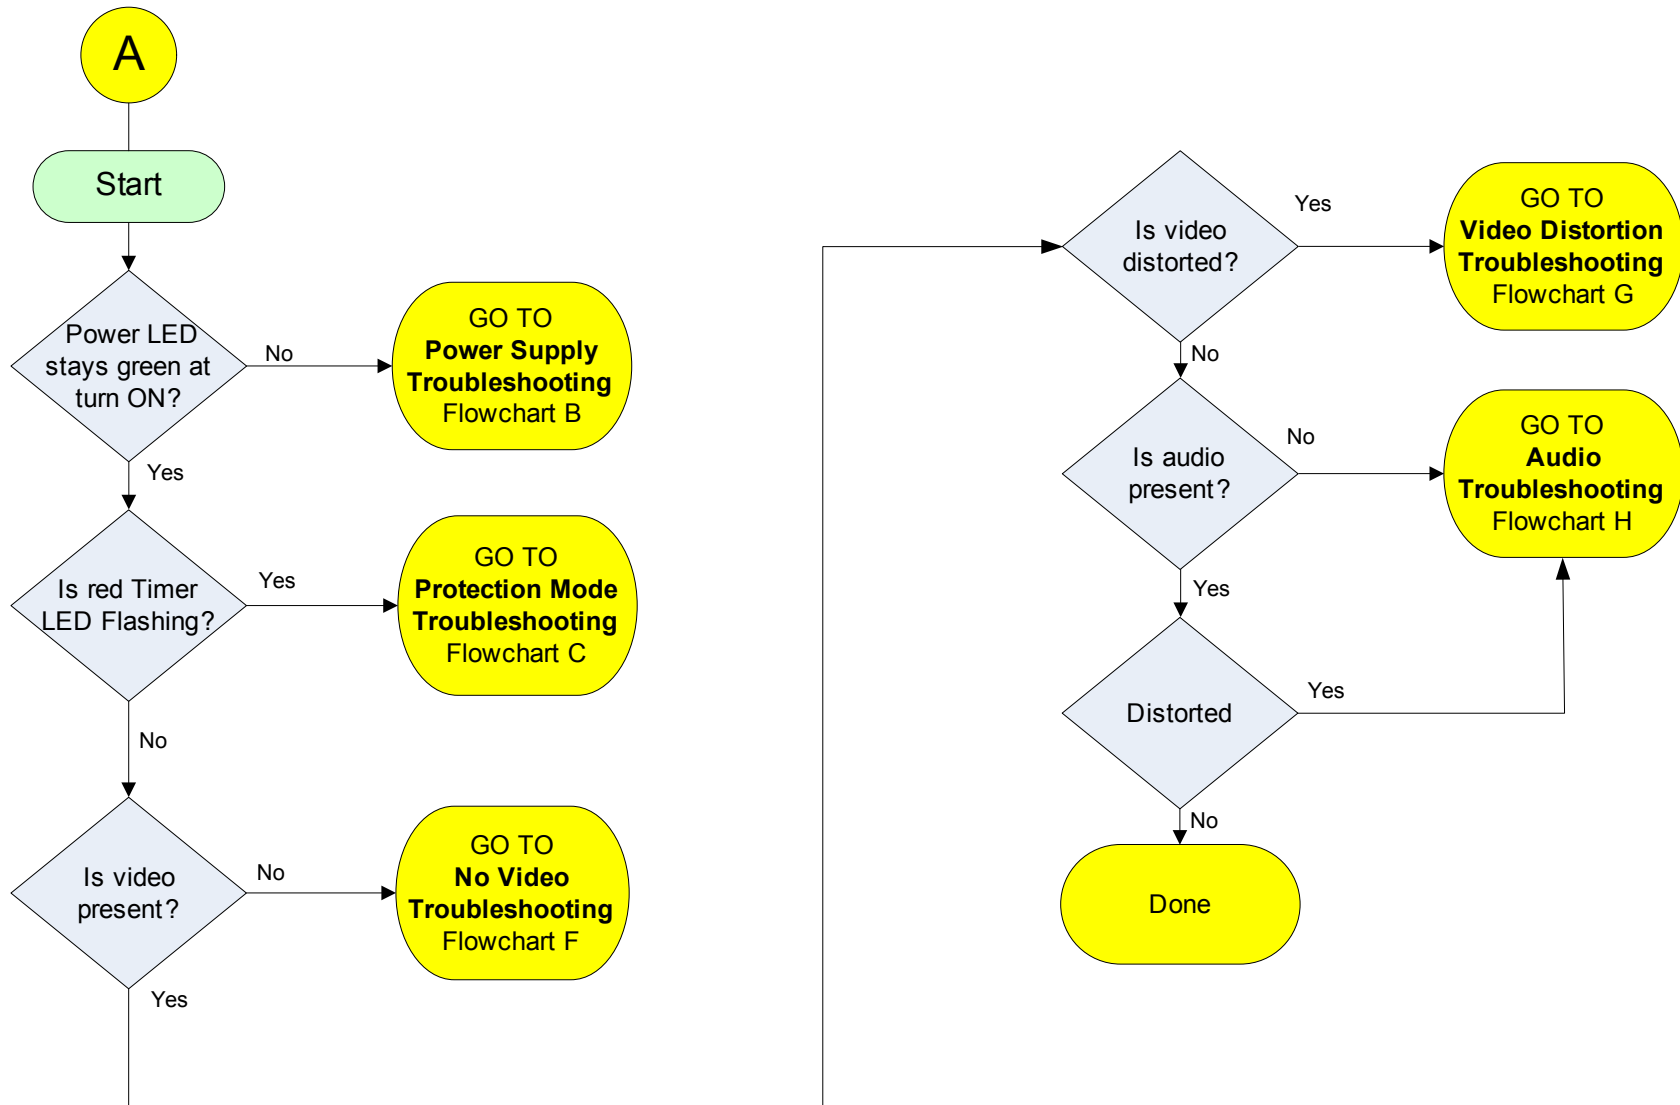 A
Start
Power LED
stays green at
turn ON?
No
GO TO
Power Supply
Troubleshooting
Flowchart B
Yes
Is red Timer
LED Flashing?
Yes
GO TO
Protection Mode
Troubleshooting
Flowchart C
No
Is video
present?
No
GO TO
No Video
Troubleshooting
Flowchart F
Yes
Is video
distorted?
Yes
GO TO
Video Distortion
Troubleshooting
Flowchart G
No
Is audio
present?
No
GO TO
Audio
Troubleshooting
Flowchart H
Yes
Distorted
Yes
No
Done